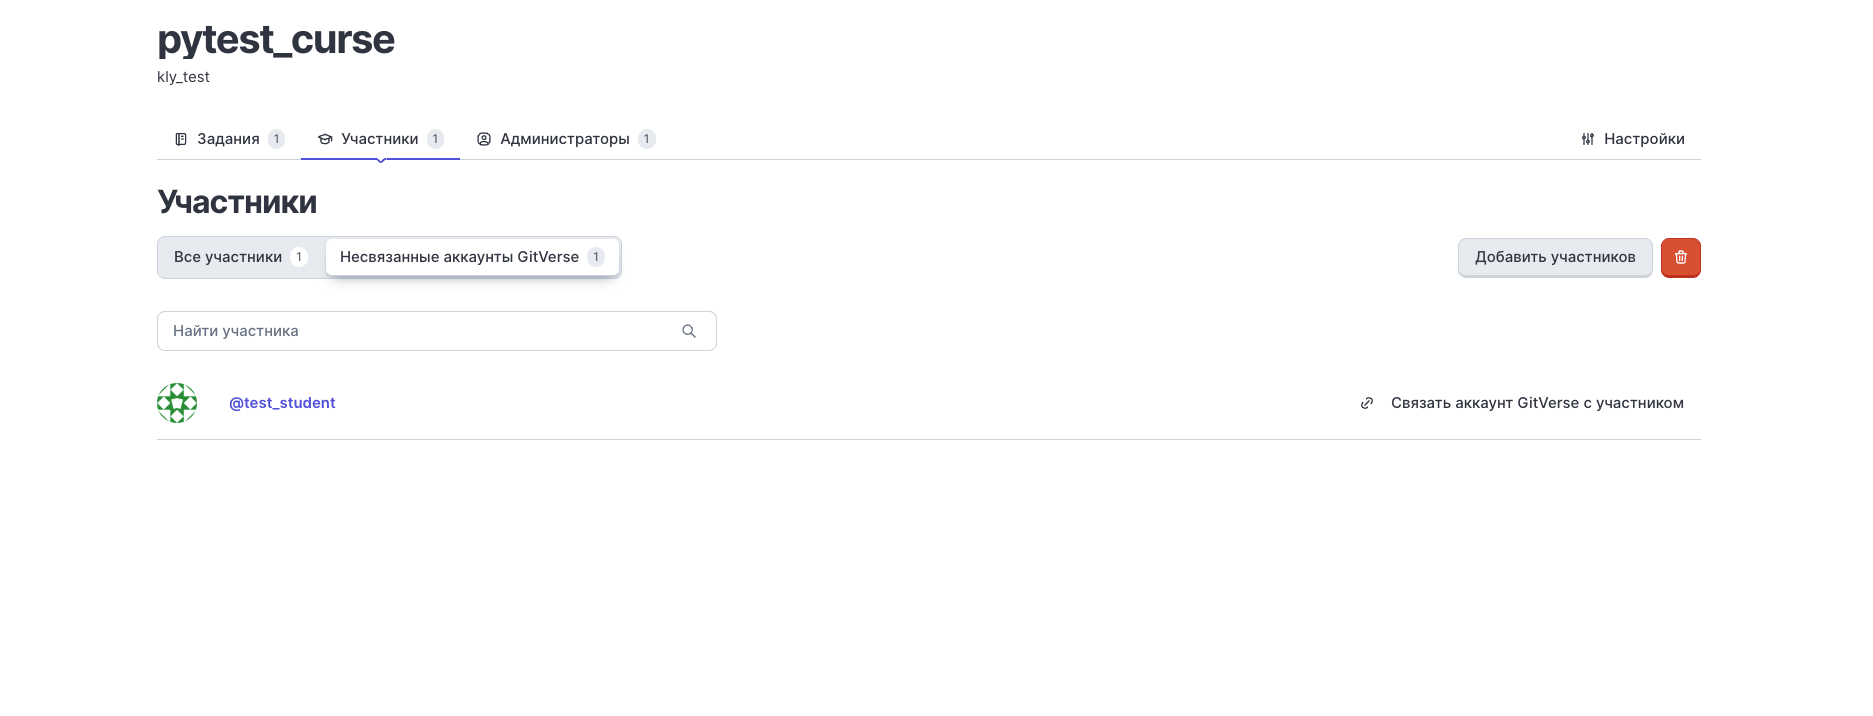 pytest_curse
kly_test
Задания 1 Участники 1 Администраторы 1 Настройки
Участники
Все участники 1 Несвязанные аккаунты GitVerse 1 Добавить участников
Найти участника
@test_student Связать аккаунт GitVerse с участником